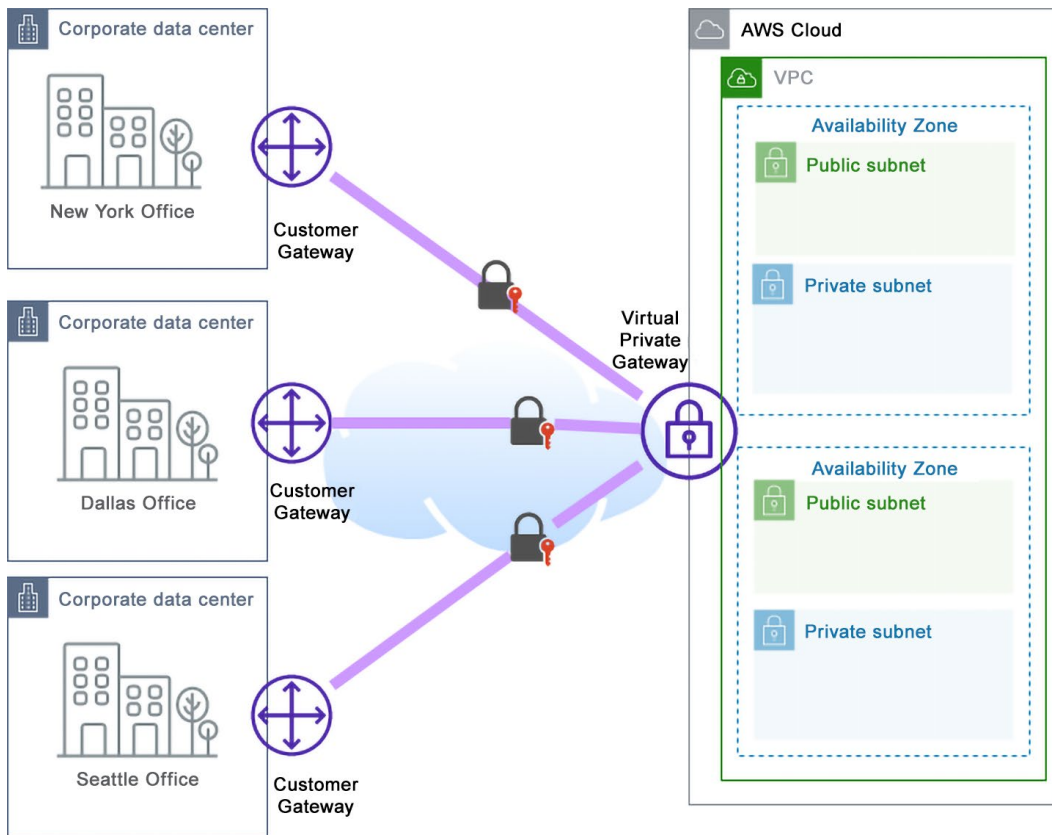 Corporate data center
New York Office
Customer
Gateway
Corporate data center
Dallas Office
Customer
Gateway
Corporate data center
Seattle Office
Customer
Gateway
Virtual
Private
Gateway
AWS Cloud
VPC
Availability Zone
Public subnet
Private subnet
Availability Zone
Public subnet
Private subnet